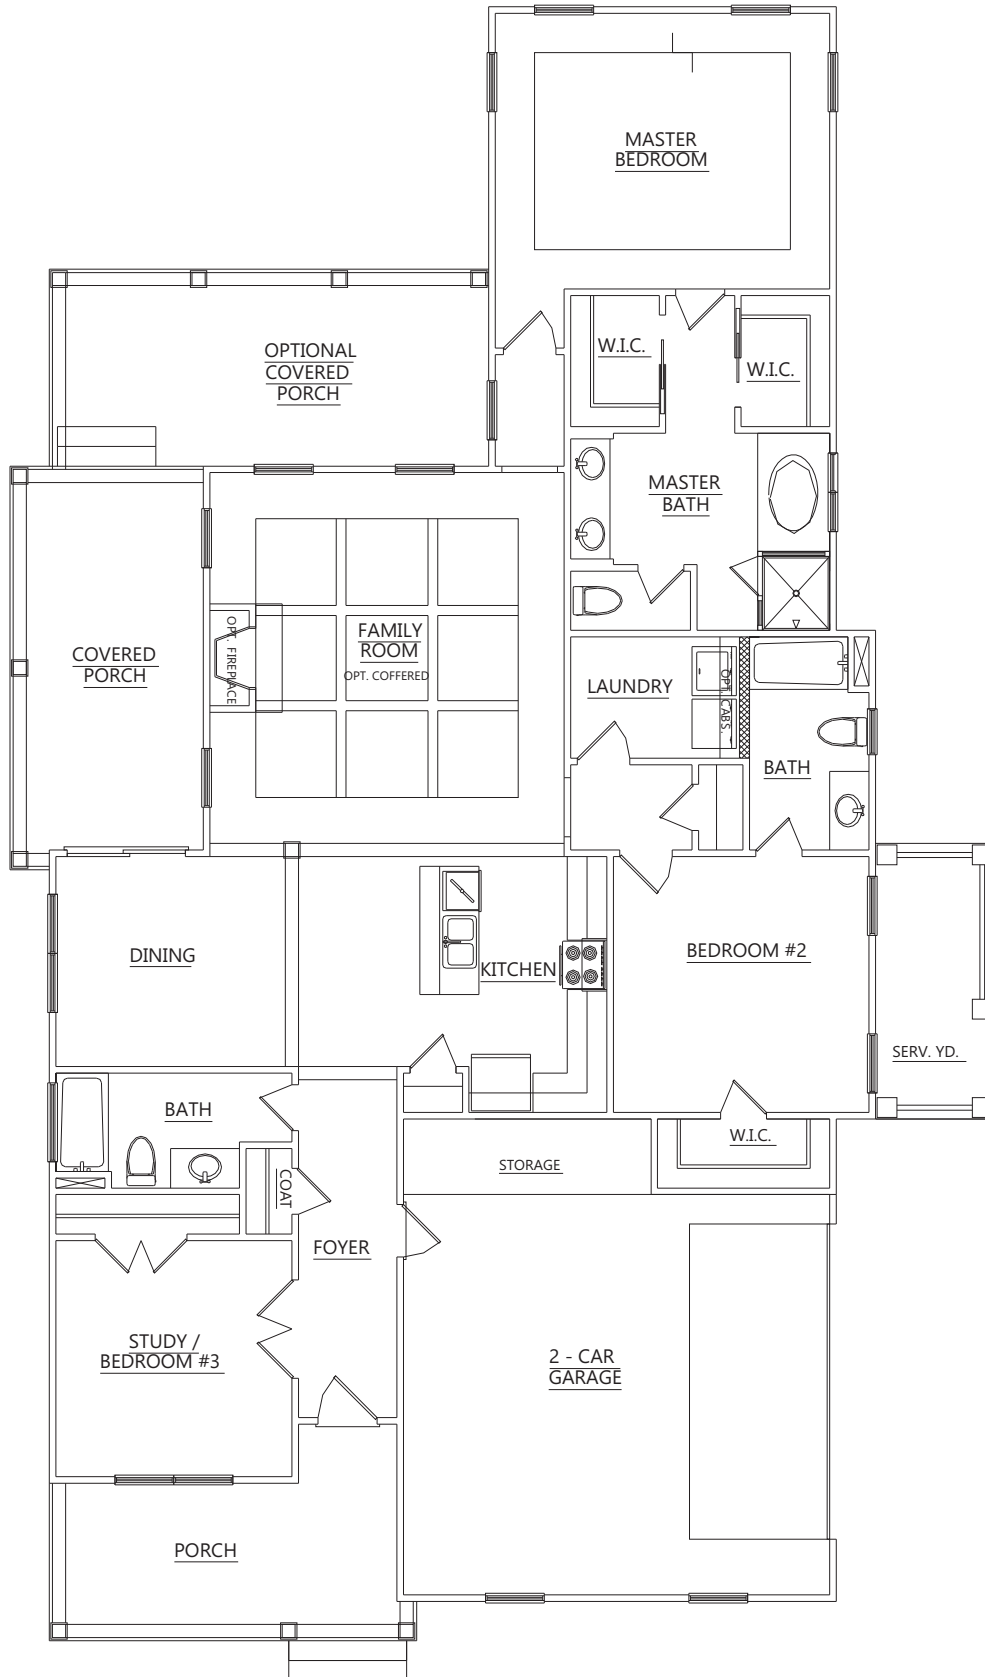 MASTER
BEDROOM
OPTIONAL
COVERED
PORCH
W.I.C.
W.I.C.
MASTER
BATH
COVERED
PORCH
OPT. FIREPLACE
FAMILY
ROOM
OPT. COFFERED
LAUNDRY
OPT. CABS.
BATH
DINING
KITCHEN
BEDROOM #2
SERV. YD.
BATH
W.I.C.
STORAGE
COAT
FOYER
STUDY /
BEDROOM #3
2 - CAR
GARAGE
PORCH